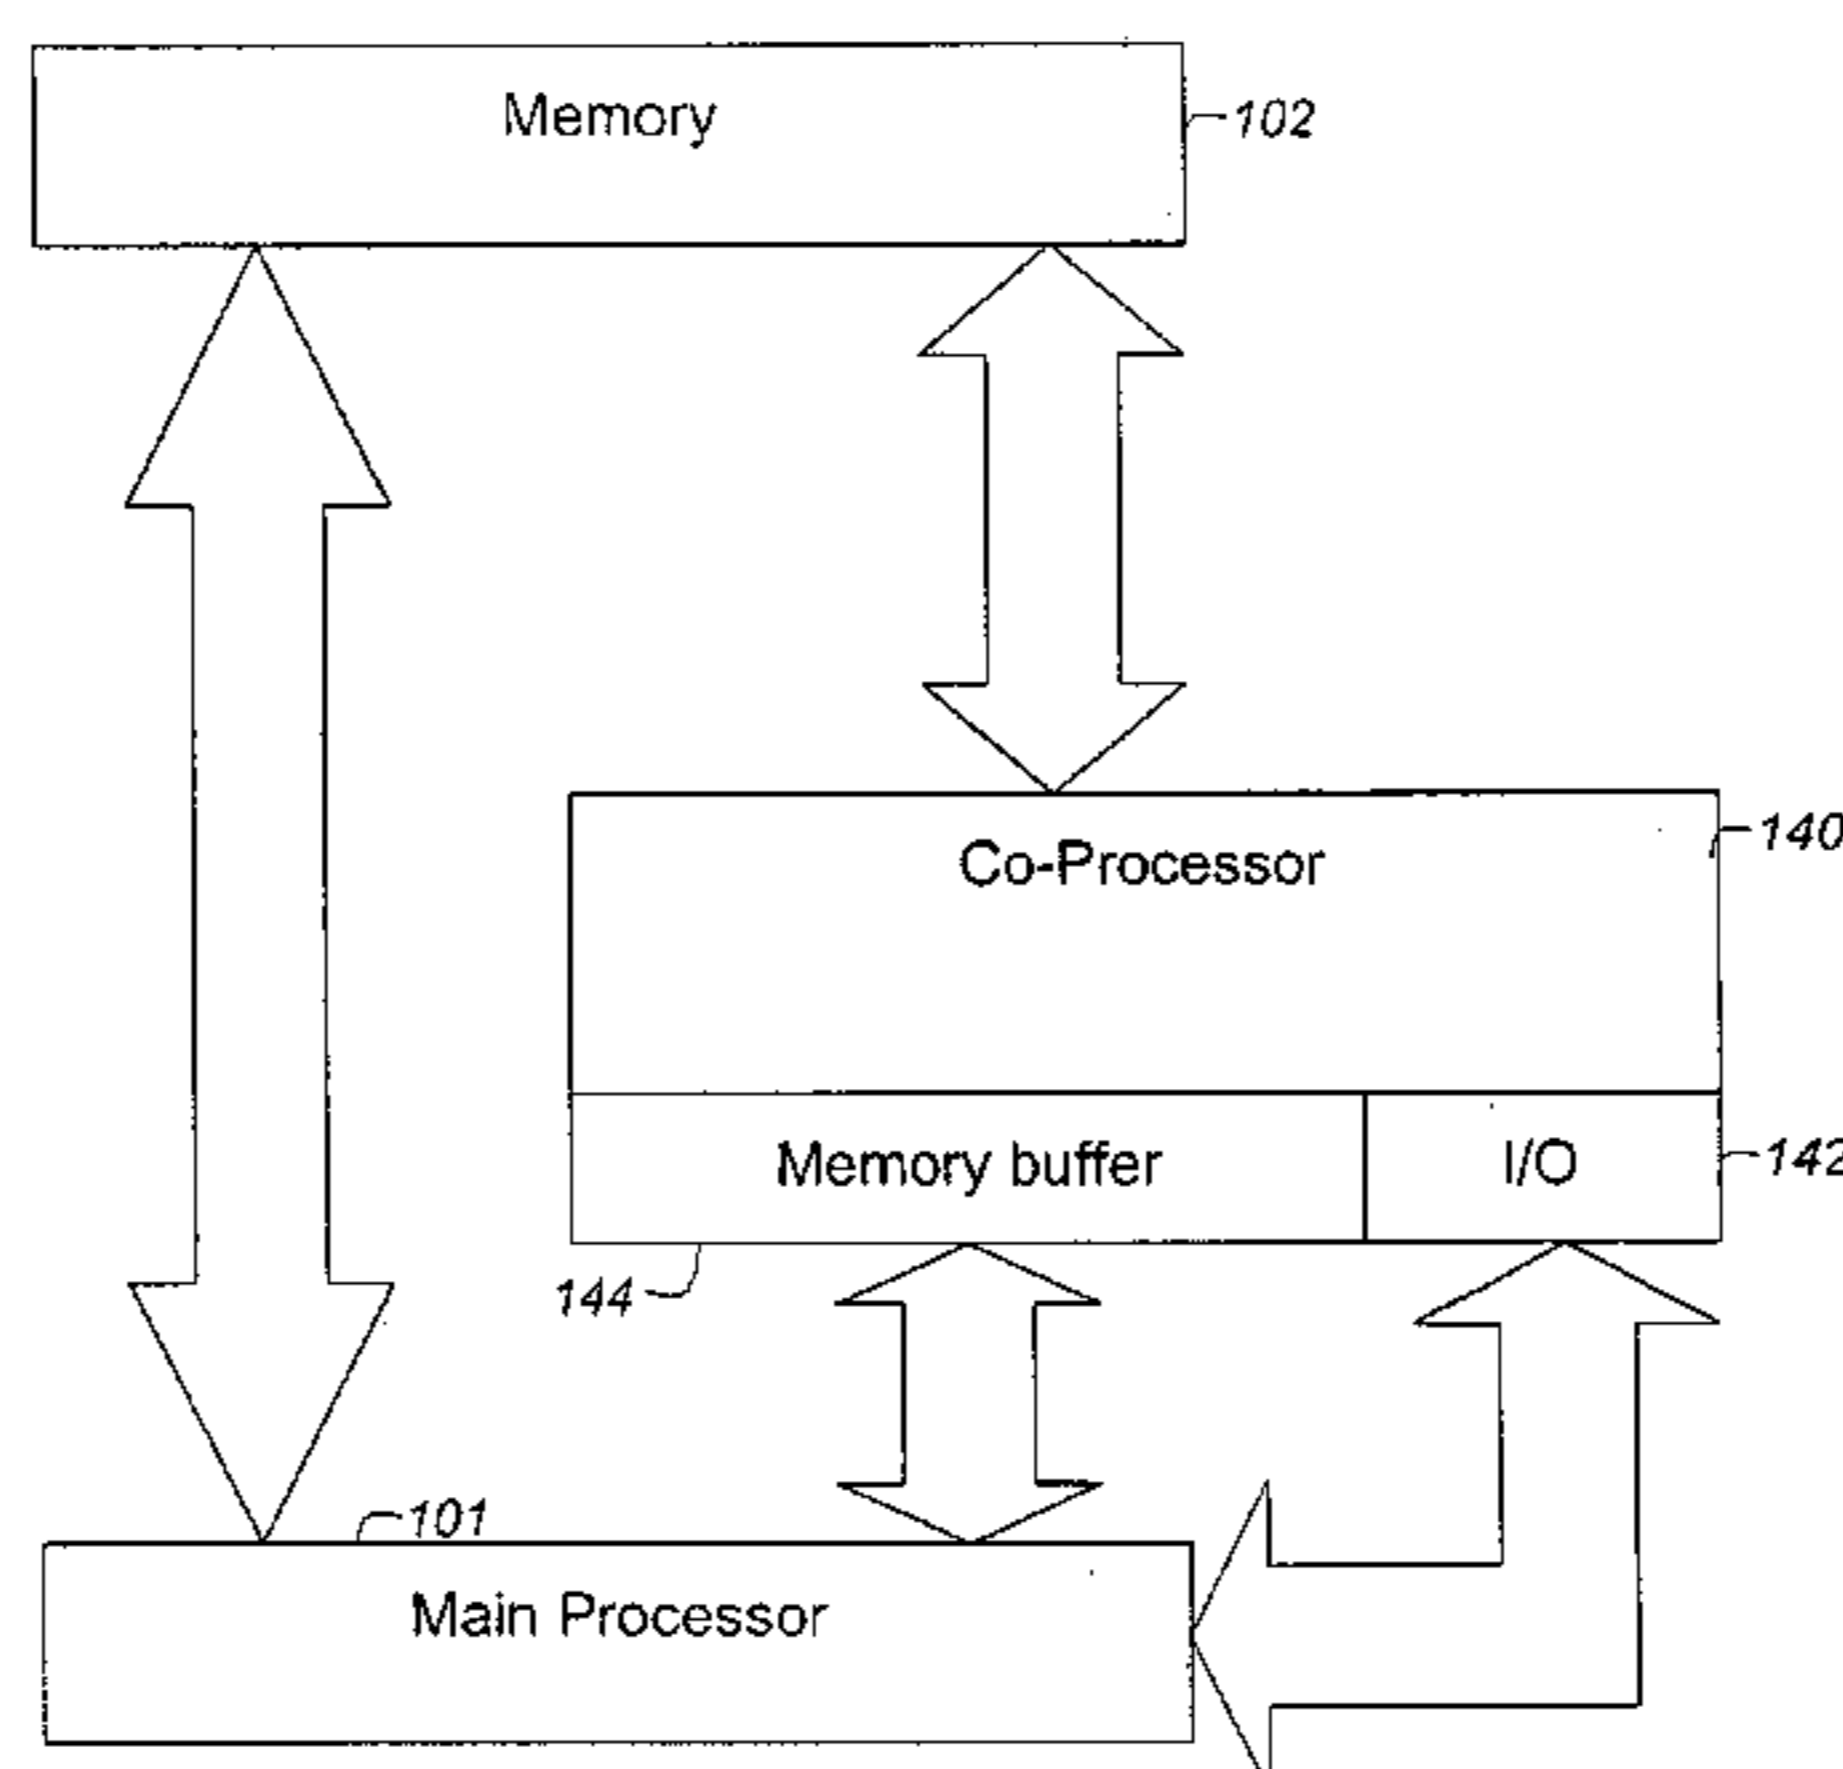 Memory
102
Co-Processor
140
Memory buffer
I/O
142
144
101
Main Processor